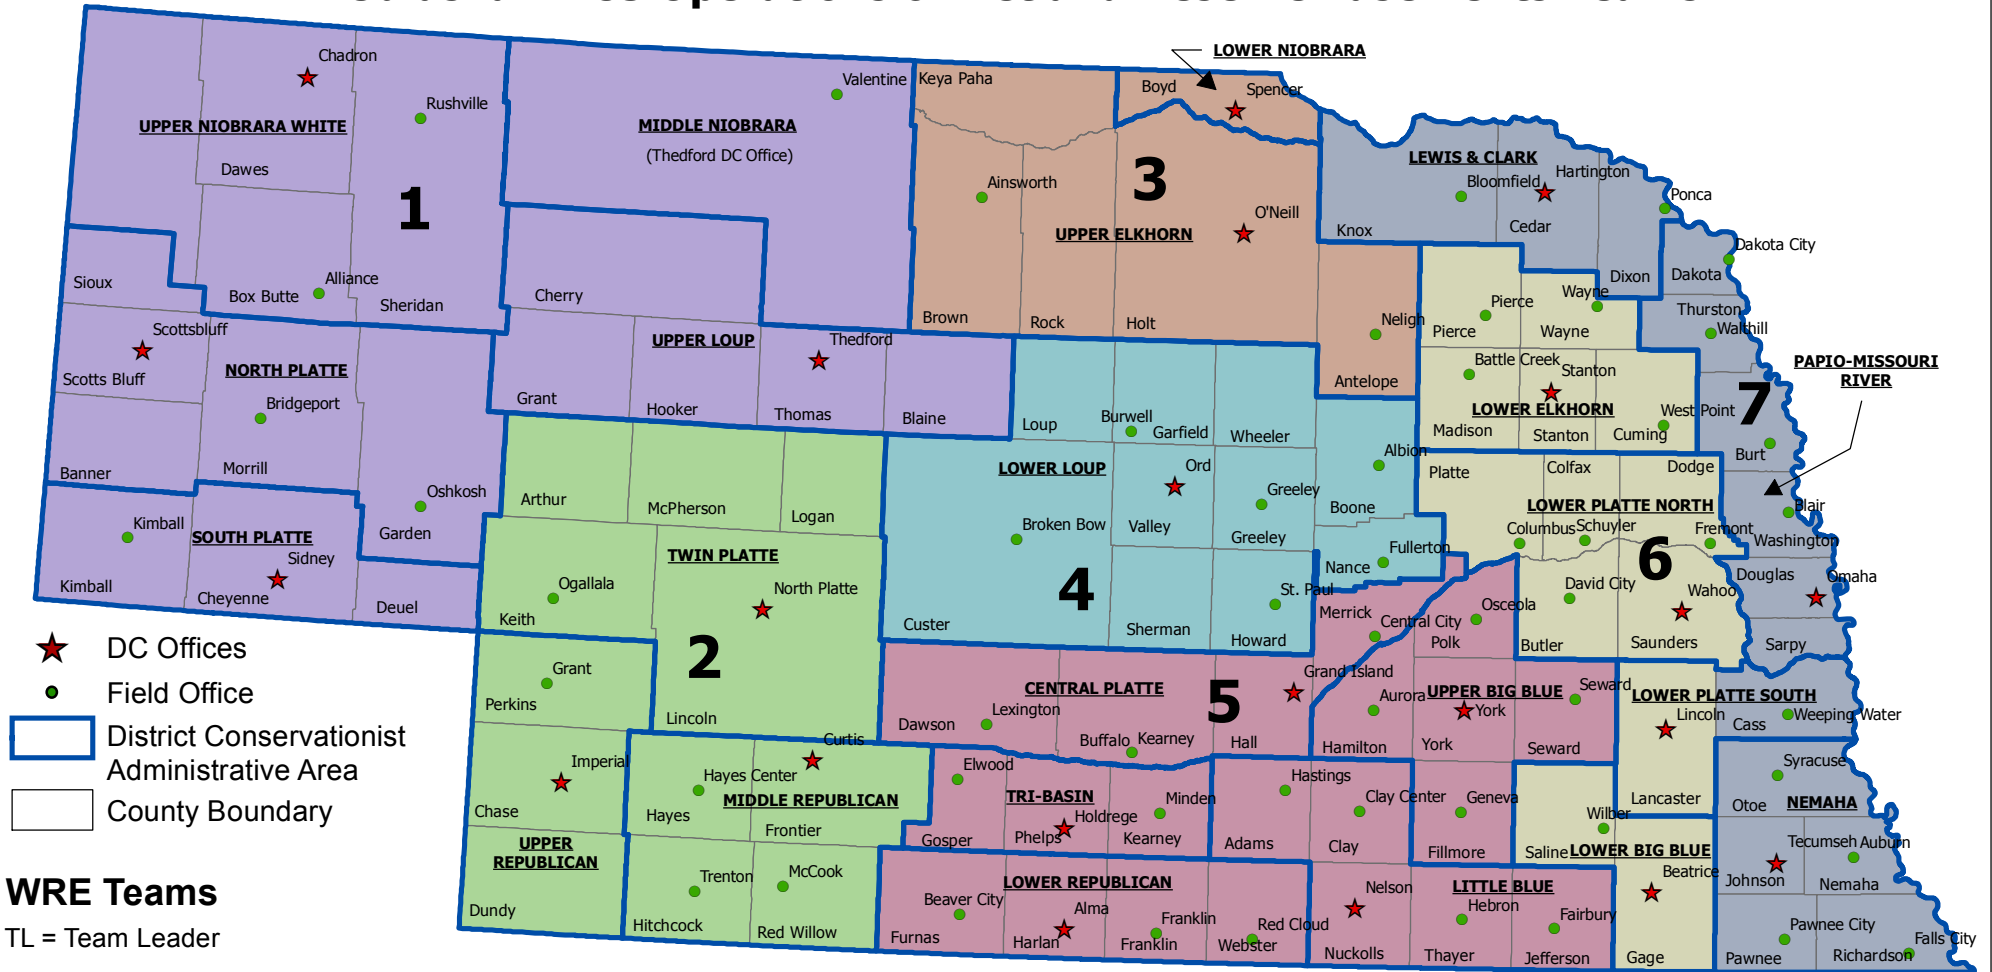 LOWER NIOBRARA
Chadron
Rushville
UPPER NIOBRARA WHITE
Dawes
1
Sioux
Box Butte
Alliance
Sheridan
Valentine
MIDDLE NIOBRARA
(Thedford DC Office)
Cherry
Keya Paha
Boyd
Spencer
3
Ainsworth
O'Neill
UPPER ELKHORN
Brown
Rock
Holt
Neligh
Antelope
LEWIS & CLARK
Bloomfield
Hartington
Ponca
Knox
Cedar
Dixon
Dakota City
Dakota
Thurston
Walthill
PAPIO-MISSOURI
RIVER
7
Burt
Blair
Washington
Douglas
Omaha
Sarpy
Scottsbluff
Scotts Bluff
NORTH PLATTE
Bridgeport
Banner
Morrill
Oshkosh
Garden
Kimball
SOUTH PLATTE
Sidney
Kimball
Cheyenne
Deuel
UPPER LOUP
Thedford
Grant
Hooker
Thomas
Blaine
Pierce
Wayne
Pierce
Wayne
Battle Creek
Stanton
LOWER ELKHORN
West Point
Madison
Stanton
Cuming
Loup
Burwell
Garfield
Wheeler
LOWER LOUP
Ord
Albion
Broken Bow
Valley
Greeley
Greeley
Boone
Fullerton
Nance
4
St. Paul
Custer
Sherman
Howard
Platte
Colfax
Dodge
LOWER PLATTE NORTH
Columbus
Schuyler
Fremont
6
David City
Wahoo
Butler
Saunders
Arthur
McPherson
Logan
TWIN PLATTE
Ogallala
North Platte
Keith
2
Grant
Perkins
Lincoln
Imperial
Chase
UPPER
REPUBLICAN
Dundy
Curtis
Hayes Center
MIDDLE REPUBLICAN
Hayes
Frontier
Trenton
McCook
Hitchcock
Red Willow
Merrick
Central City
Osceola
Polk
CENTRAL PLATTE
5
Grand Island
Lexington
Dawson
Buffalo
Kearney
Hall
Aurora
UPPER BIG BLUE
York
Seward
Hamilton
York
Seward
Elwood
TRI-BASIN
Minden
Holdrege
Gosper
Phelps
Kearney
Hastings
Clay Center
Geneva
Adams
Clay
Fillmore
LOWER REPUBLICAN
Beaver City
Alma
Franklin
Red Cloud
Furnas
Harlan
Franklin
Webster
Nelson
LITTLE BLUE
Hebron
Fairbury
Nuckolls
Thayer
Jefferson
LOWER PLATTE SOUTH
Lincoln
Cass
Weeping Water
Lancaster
Wilber
Saline
LOWER BIG BLUE
Beatrice
Gage
Syracuse
Otoe
NEMAHA
Tecumseh
Auburn
Johnson
Nemaha
Pawnee City
Falls City
Pawnee
Richardson
DC Offices
Field Office
District Conservationist
Administrative Area
County Boundary
WRE Teams
TL = Team Leader